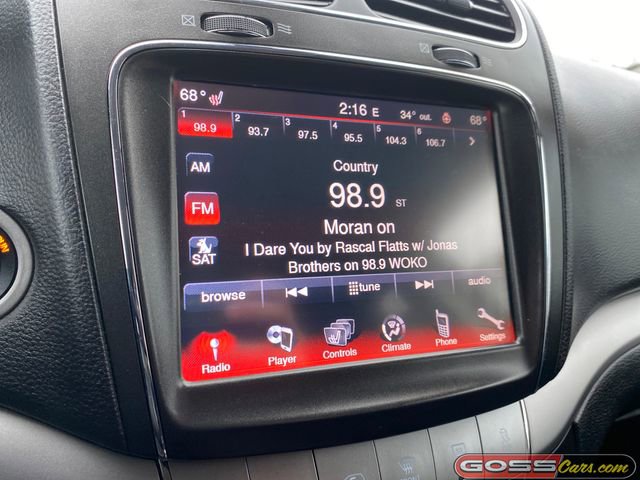 68°
2:16 E
34° out.
68°
1 98.9
2 93.7
3 97.5
4 95.5
5 104.3
6 106.7
AM
Country
98.9 ST
FM
Moran on
I Dare You by Rascal Flatts w/ Jonas
Brothers on 98.9 WOKO
SAT
browse
tune
audio
Radio
Player
Controls
Climate
Phone
Settings
RUN
GOSSCars.com